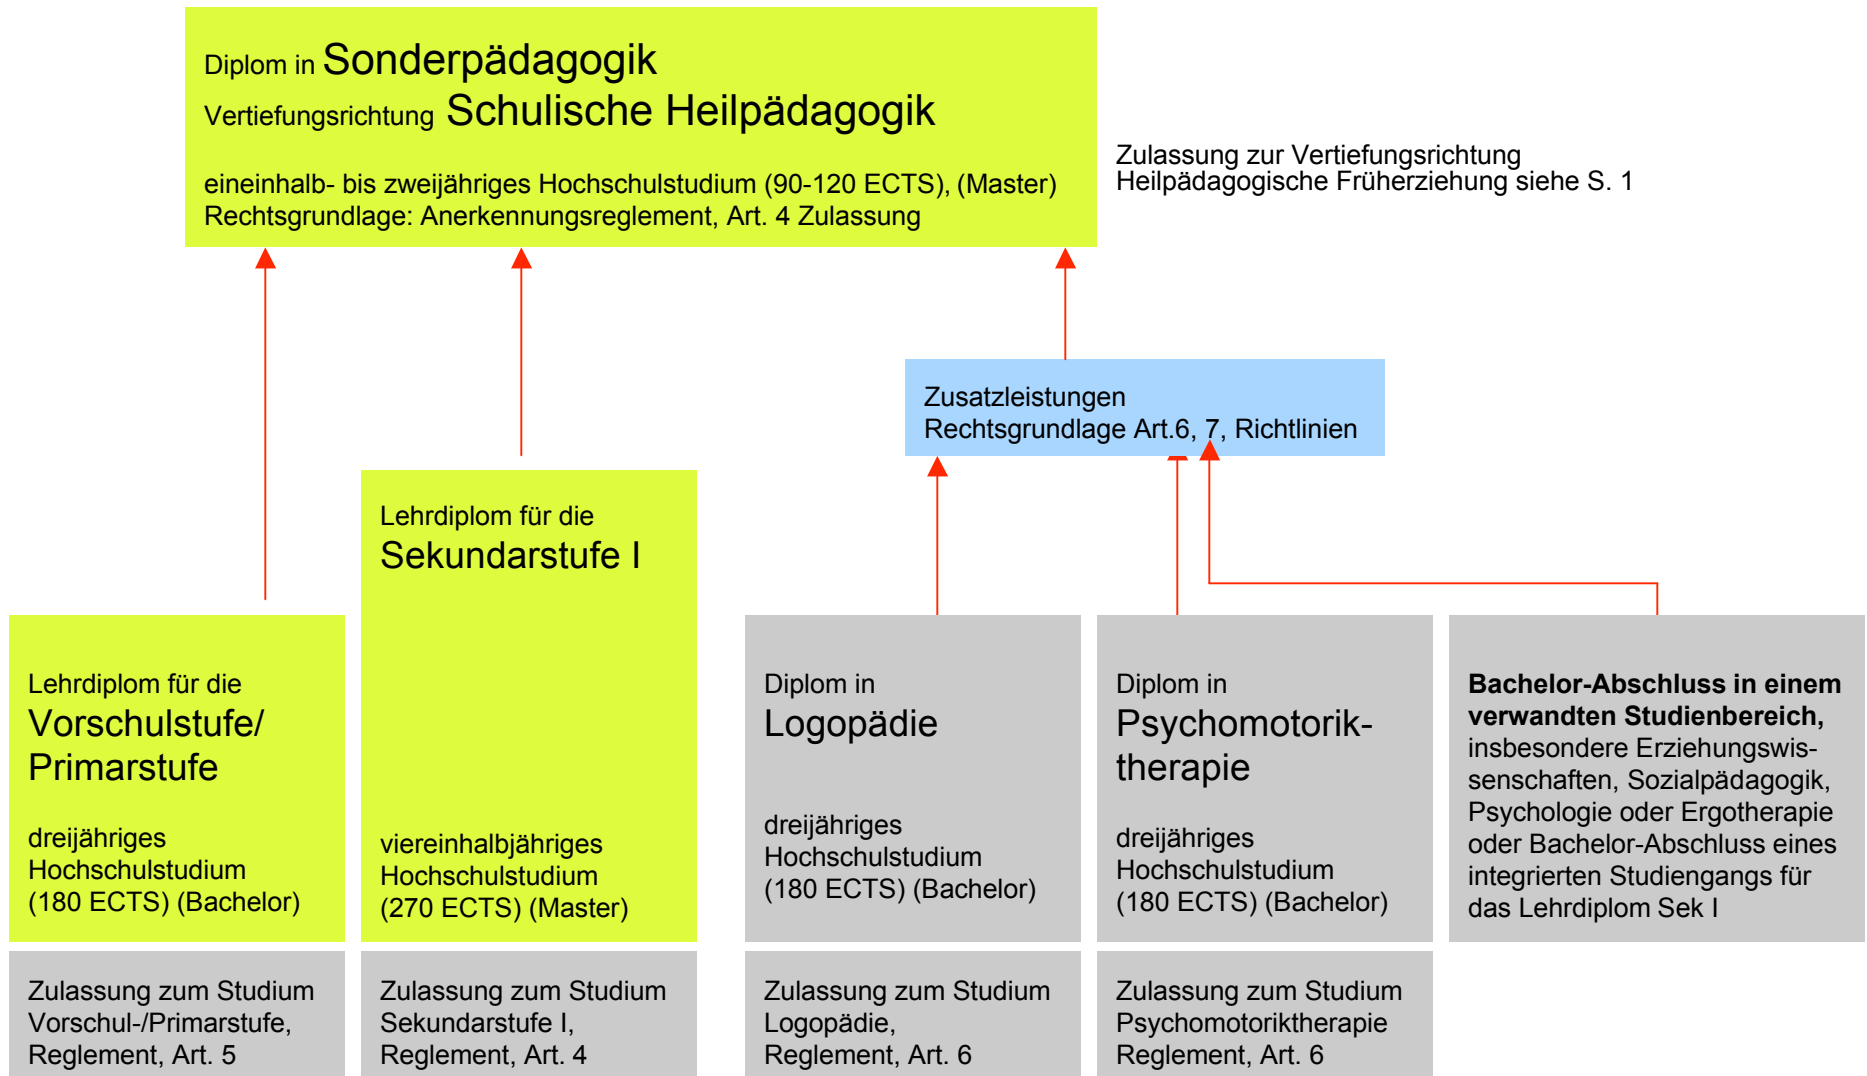 Diplom in Sonderpädagogik
Vertiefungsrichtung Schulische Heilpädagogik
eineinhalb- bis zweijähriges Hochschulstudium (90-120 ECTS), (Master)
Rechtsgrundlage: Anerkennungsreglement, Art. 4 Zulassung
Zulassung zur Vertiefungsrichtung
Heilpädagogische Früherziehung siehe S. 1
Zusatzleistungen
Rechtsgrundlage Art.6, 7, Richtlinien
Lehrdiplom für die
Vorschulstufe/
Primarstufe
dreijähriges
Hochschulstudium
(180 ECTS) (Bachelor)
Lehrdiplom für die
Sekundarstufe I
viereinhalbjähriges
Hochschulstudium
(270 ECTS) (Master)
Diplom in
Logopädie
dreijähriges
Hochschulstudium
(180 ECTS) (Bachelor)
Diplom in
Psychomotorik-
therapie
dreijähriges
Hochschulstudium
(180 ECTS) (Bachelor)
Bachelor-Abschluss in einem
verwandten Studienbereich,
insbesondere Erziehungswis-
senschaften, Sozialpädagogik,
Psychologie oder Ergotherapie
oder Bachelor-Abschluss eines
integrierten Studiengangs für
das Lehrdiplom Sek I
Zulassung zum Studium
Vorschul-/Primarstufe,
Reglement, Art. 5
Zulassung zum Studium
Sekundarstufe I,
Reglement, Art. 4
Zulassung zum Studium
Logopädie,
Reglement, Art. 6
Zulassung zum Studium
Psychomotoriktherapie
Reglement, Art. 6